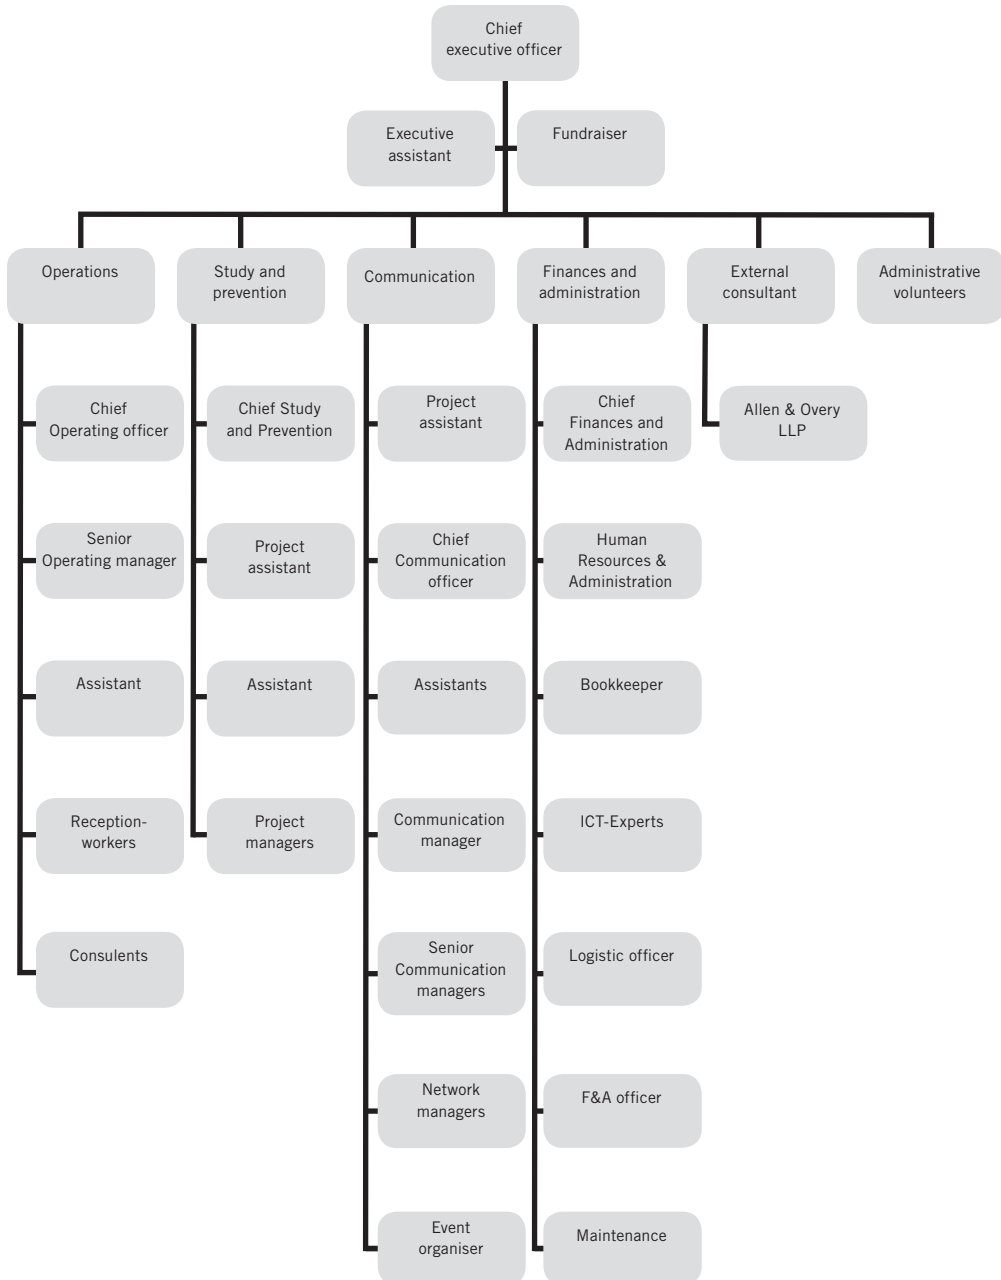 Chief
executive officer
Executive
assistant
Fundraiser
Operations
Study and
prevention
Communication
Finances and
administration
External
consultant
Administrative
volunteers
Chief
Operating officer
Chief Study
and Prevention
Project
assistant
Chief
Finances and
Administration
Allen & Overy
LLP
Senior
Operating manager
Project
assistant
Chief
Communication
officer
Human
Resources &
Administration
Assistant
Assistant
Assistants
Bookkeeper
Reception-
workers
Project
managers
Communication
manager
ICT-Experts
Consulents
Senior
Communication
managers
Logistic officer
Network
managers
F&A officer
Event
organiser
Maintenance